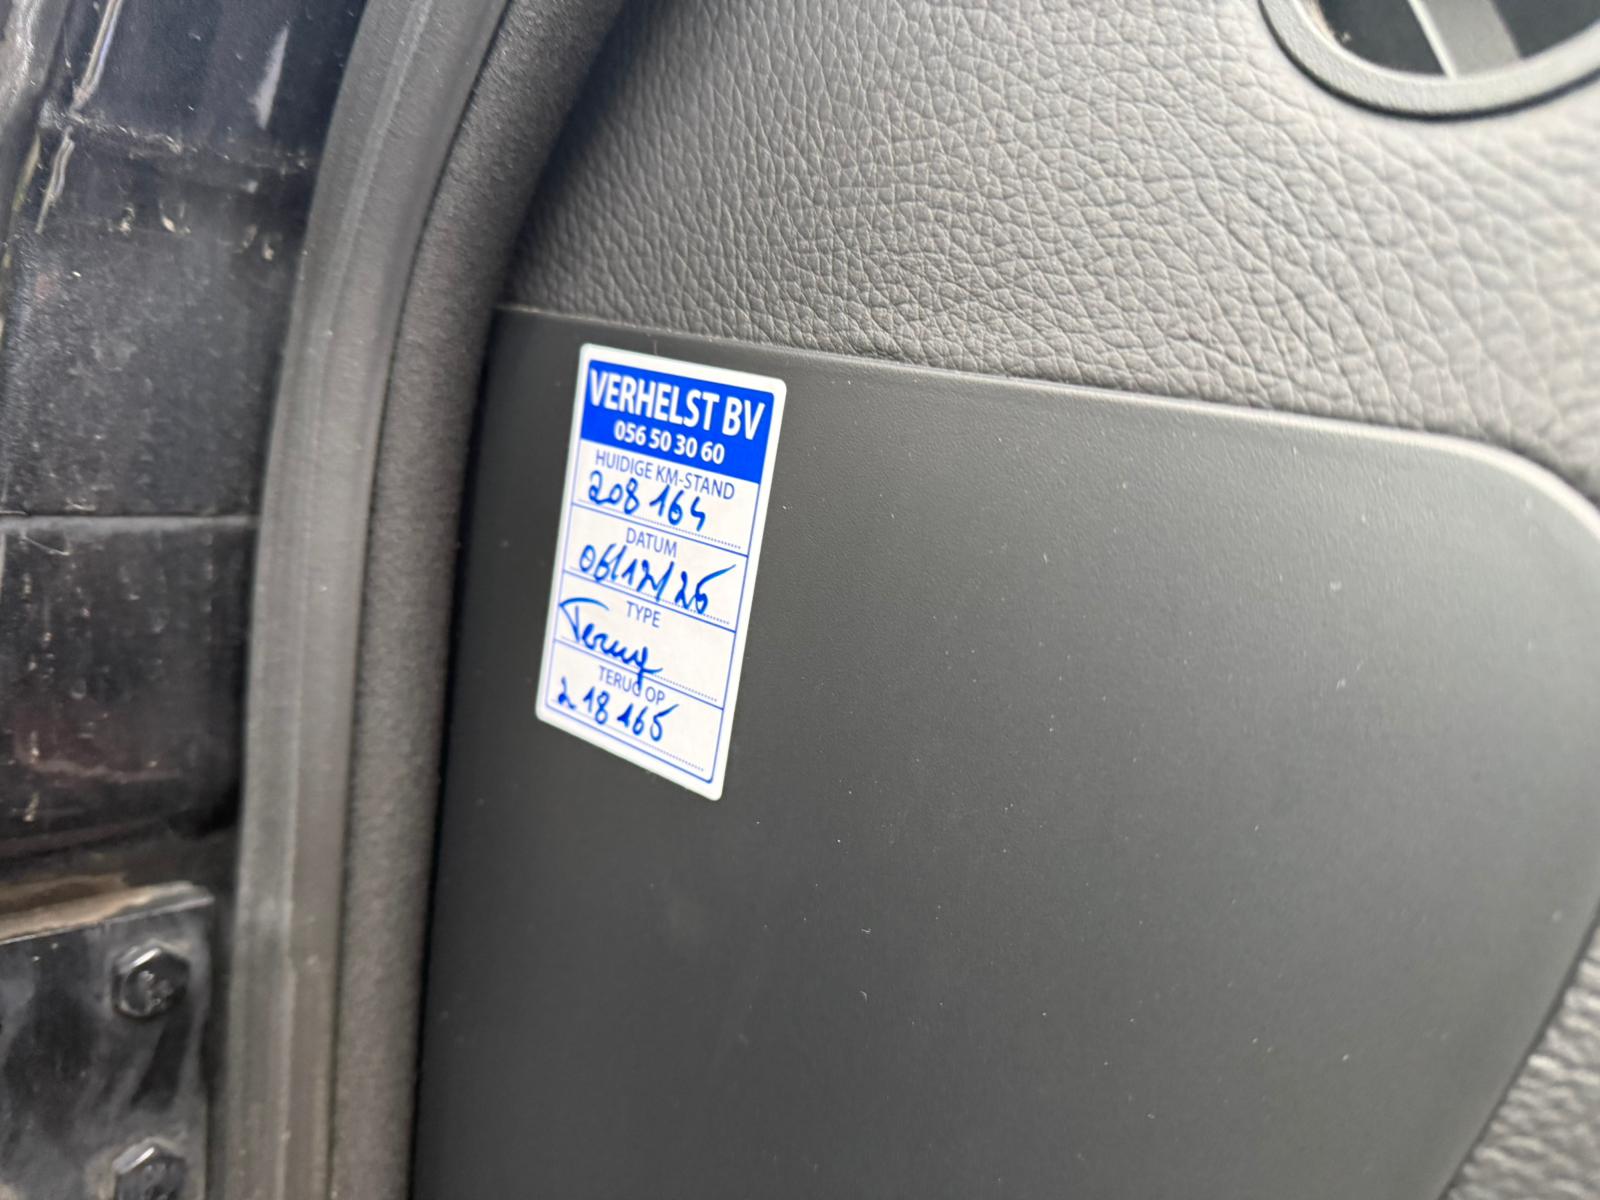 VERHELST BV
056 50 30 60
HUIDIGE KM-STAND
208 164
DATUM
06/12/25
TYPE
Terug
TERUG OP
218 165